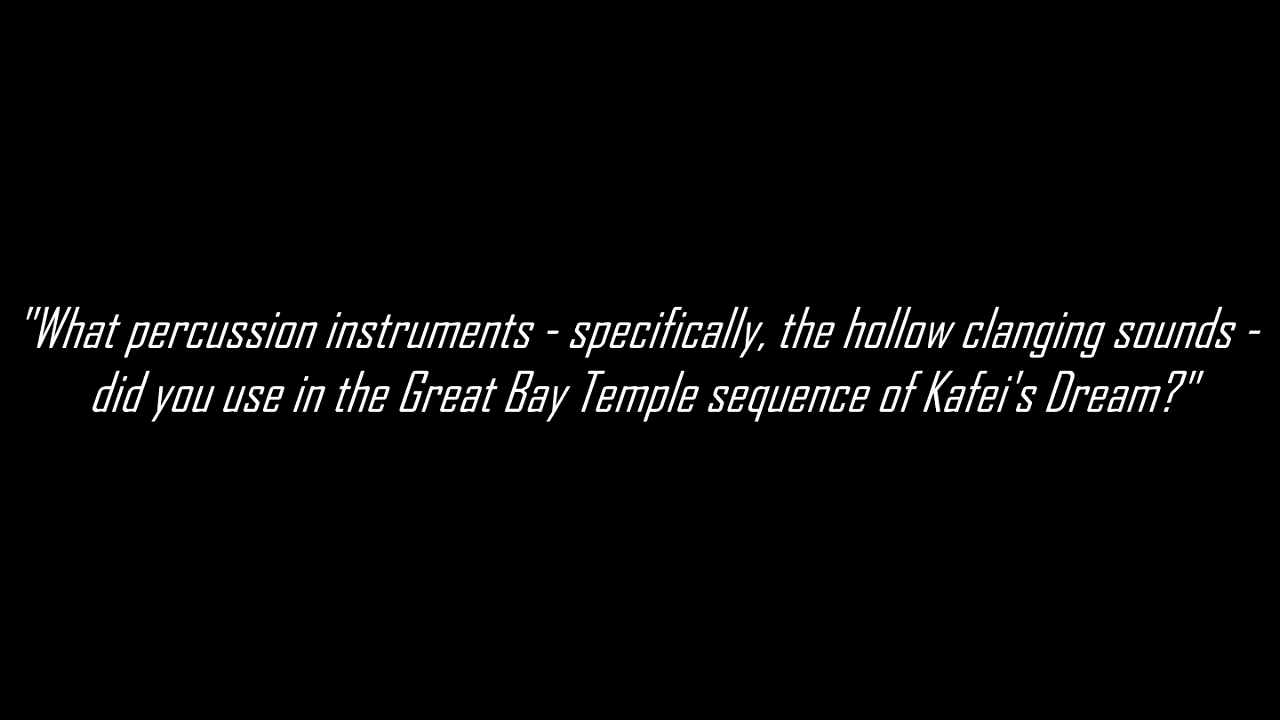 "What percussion instruments - specifically, the hollow clanging sounds -
did you use in the Great Bay Temple sequence of Kafei's Dream?"